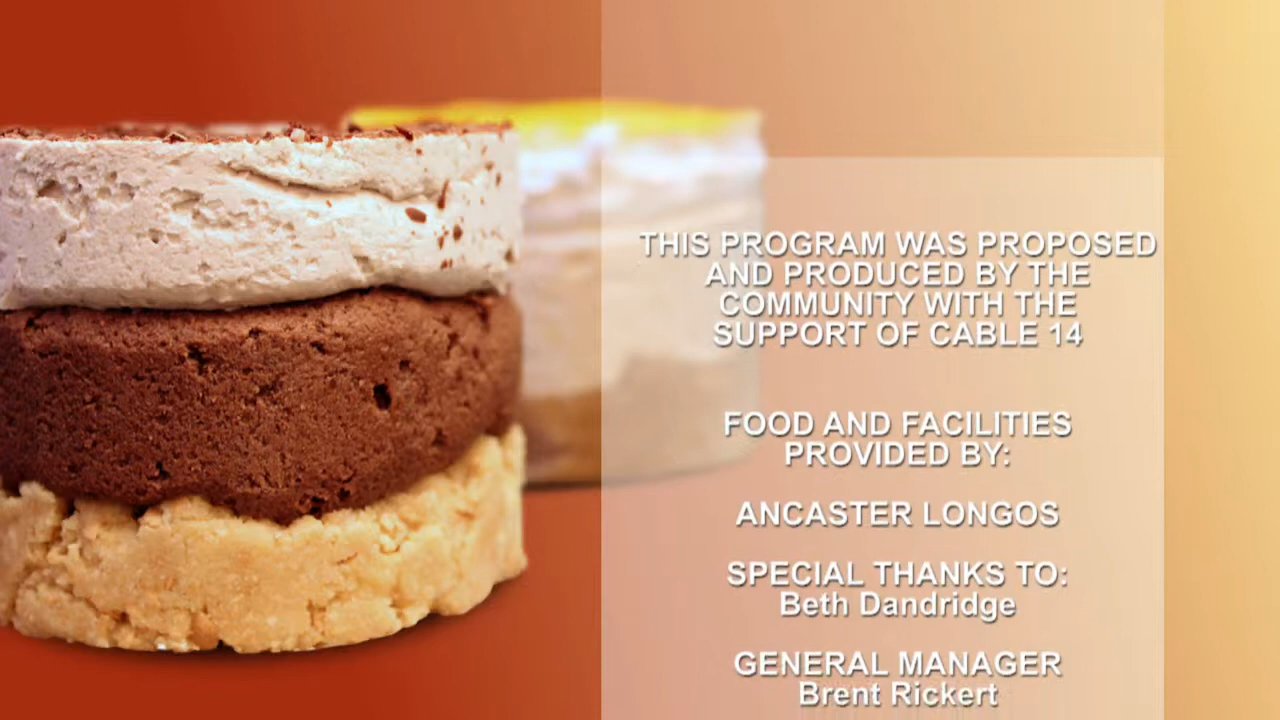 THIS PROGRAM WAS PROPOSED
AND PRODUCED BY THE
COMMUNITY WITH THE
SUPPORT OF CABLE 14
FOOD AND FACILITIES
PROVIDED BY:
ANCASTER LONGOS
SPECIAL THANKS TO:
Beth Dandridge
GENERAL MANAGER
Brent Rickert